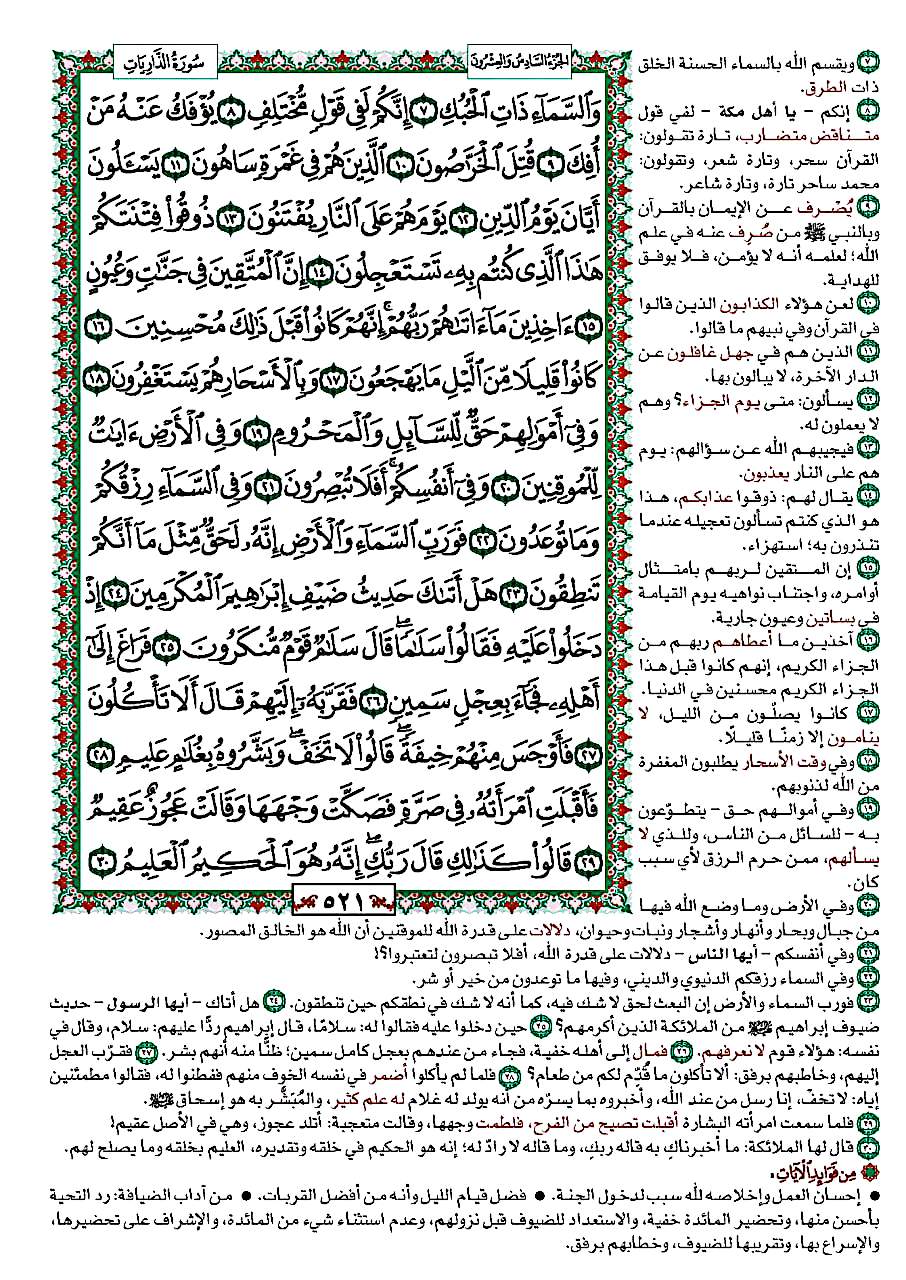 سُورَةُ الذَّارِيَاتِ
الجُزْءُ السَّادِسُ وَالعِشْرُونَ
وَٱلسَّمَآءِ ذَاتِ ٱلْحُبُكِ ٧ إِنَّكُمْ لَفِى قَوْلٍ مُّخْتَلِفٍ ٨ يُؤْفَكُ عَنْهُ مَنْ
أُفِكَ ٩ قُتِلَ ٱلْخَرَّٰصُونَ ١٠ ٱلَّذِينَ هُمْ فِى غَمْرَةٍ سَاهُونَ ١١ يَسْـَٔلُونَ
أَيَّانَ يَوْمُ ٱلدِّينِ ١٢ يَوْمَ هُمْ عَلَى ٱلنَّارِ يُفْتَنُونَ ١٣ ذُوقُوا۟ فِتْنَتَكُمْ
هَٰذَا ٱلَّذِى كُنتُم بِهِۦ تَسْتَعْجِلُونَ ١٤ إِنَّ ٱلْمُتَّقِينَ فِى جَنَّٰتٍ وَعُيُونٍ
١٥ ءَاخِذِينَ مَآ ءَاتَىٰهُمْ رَبُّهُمْ ۚ إِنَّهُمْ كَانُوا۟ قَبْلَ ذَٰلِكَ مُحْسِنِينَ ١٦
كَانُوا۟ قَلِيلًا مِّنَ ٱلَّيْلِ مَا يَهْجَعُونَ ١٧ وَبِٱلْأَسْحَارِ هُمْ يَسْتَغْفِرُونَ ١٨
وَفِىٓ أَمْوَٰلِهِمْ حَقٌّ لِّلسَّآئِلِ وَٱلْمَحْرُومِ ١٩ وَفِى ٱلْأَرْضِ ءَايَٰتٌ
لِّلْمُوقِنِينَ ٢٠ وَفِىٓ أَنفُسِكُمْ ۚ أَفَلَا تُبْصِرُونَ ٢١ وَفِى ٱلسَّمَآءِ رِزْقُكُمْ
وَمَا تُوعَدُونَ ٢٢ فَوَرَبِّ ٱلسَّمَآءِ وَٱلْأَرْضِ إِنَّهُۥ لَحَقٌّ مِّثْلَ مَآ أَنَّكُمْ
تَنطِقُونَ ٢٣ هَلْ أَتَىٰكَ حَدِيثُ ضَيْفِ إِبْرَٰهِيمَ ٱلْمُكْرَمِينَ ٢٤ إِذْ
دَخَلُوا۟ عَلَيْهِ فَقَالُوا۟ سَلَٰمًا ۖ قَالَ سَلَٰمٌ قَوْمٌ مُّنكَرُونَ ٢٥ فَرَاغَ إِلَىٰٓ
أَهْلِهِۦ فَجَآءَ بِعِجْلٍ سَمِينٍ ٢٦ فَقَرَّبَهُۥٓ إِلَيْهِمْ قَالَ أَلَا تَأْكُلُونَ
٢٧ فَأَوْجَسَ مِنْهُمْ خِيفَةً ۖ قَالُوا۟ لَا تَخَفْ ۖ وَبَشَّرُوهُ بِغُلَٰمٍ عَلِيمٍ ٢٨
فَأَقْبَلَتِ ٱمْرَأَتُهُۥ فِى صَرَّةٍ فَصَكَّتْ وَجْهَهَا وَقَالَتْ عَجُوزٌ عَقِيمٌ
٢٩ قَالُوا۟ كَذَٰلِكِ قَالَ رَبُّكِ ۖ إِنَّهُۥ هُوَ ٱلْحَكِيمُ ٱلْعَلِيمُ ٣٠
٥٢١
٧ ويقسم الله بالسماء الحسنة الخلق
ذات الطرق.
٨ إنكم – يا أهل مكة – لفي قول
متناقض متضارب، تارة تقولون:
القرآن سحر، وتارة شعر، وتقولون:
محمد ساحر تارة، وتارة شاعر.
٩ يُصْرف عن الإيمان بالقرآن
وبالنبي ﷺ من صُرِف عنه في علم
الله؛ لعلمه أنه لا يؤمن، فلا يوفق
للهداية.
١٠ لعن هؤلاء الكذابون الذين قالوا
في القرآن وفي نبيهم ما قالوا.
١١ الذين هم في جهل غافلون عن
الدار الآخرة، لا يبالون بها.
١٢ يسألون: متى يوم الجزاء؟ وهم
لا يعملون له.
١٣ فيجيبهم الله عن سؤالهم: يوم
هم على النار يعذبون.
١٤ يقال لهم: ذوقوا عذابكم، هذا
هو الذي كنتم تسألون تعجيله عندما
تنذرون به؛ استهزاء.
١٥ إن المتقين لربهم بامتثال
أوامره، واجتناب نواهيه يوم القيامة
في بساتين وعيون جارية.
١٦ آخذين ما أعطاهم ربهم من
الجزاء الكريم، إنهم كانوا قبل هذا
الجزاء الكريم محسنين في الدنيا.
١٧ كانوا يصلّون من الليل، لا
ينامون إلا زمنًا قليلًا.
١٨ وفي وقت الأسحار يطلبون المغفرة
من الله لذنوبهم.
١٩ وفي أموالهم حق – يتطوّعون
به – للسائل من الناس، وللذي لا
يسألهم، ممن حرم الرزق لأي سبب
كان.
٢٠ وفي الأرض وما وضع الله فيها
من جبال وبحار وأنهار وأشجار ونبات وحيوان، دلالات على قدرة الله للموقنين أن الله هو الخالق المصور.
٢١ وفي أنفسكم – أيها الناس – دلالات على قدرة الله، أفلا تبصرون لتعتبروا؟!
٢٢ وفي السماء رزقكم الدنيوي والديني، وفيها ما توعدون من خير أو شر.
٢٣ فورب السماء والأرض إن البعث لحق لا شك فيه، كما أنه لا شك في نطقكم حين تنطقون. ٢٤ هل أتاك – أيها الرسول – حديث
ضيوف إبراهيم ﷺ من الملائكة الذين أكرمهم؟ ٢٥ حين دخلوا عليه فقالوا له: سلامًا، قال إبراهيم ردًّا عليهم: سلام، وقال في
نفسه: هؤلاء قوم لا نعرفهم. ٢٦ فمال إلى أهله خفية، فجاء من عندهم بعجل كامل سمين؛ ظنًّا منه أنهم بشر. ٢٧ فقرّب العجل
إليهم، وخاطبهم برفق: ألا تأكلون ما قُدِّم لكم من طعام؟ ٢٨ فلما لم يأكلوا أضمر في نفسه الخوف منهم ففطنوا له، فقالوا مطمئنين
إياه: لا تخفْ، إنا رسل من عند الله، وأخبروه بما يسرّه من أنه يولد له غلام له علم كثير، والمُبَشَّر به هو إسحاق ﷺ.
٢٩ فلما سمعت امرأته البشارة أقبلت تصيح من الفرح، فلطمت وجهها، وقالت متعجبة: أتلد عجوز، وهي في الأصل عقيم!
٣٠ قال لها الملائكة: ما أخبرناكِ به قاله ربك، وما قاله لا رادّ له؛ إنه هو الحكيم في خلقه وتقديره، العليم بخلقه وما يصلح لهم.
مِن فَوَائِدِ الْآيَاتِ.
● إحسان العمل وإخلاصه لله سبب لدخول الجنة. ● فضل قيام الليل وأنه من أفضل القربات. ● من آداب الضيافة: رد التحية
بأحسن منها، وتحضير المائدة خفية، والاستعداد للضيوف قبل نزولهم، وعدم استثناء شيء من المائدة، والإشراف على تحضيرها،
والإسراع بها، وتقريبها للضيوف، وخطابهم برفق.